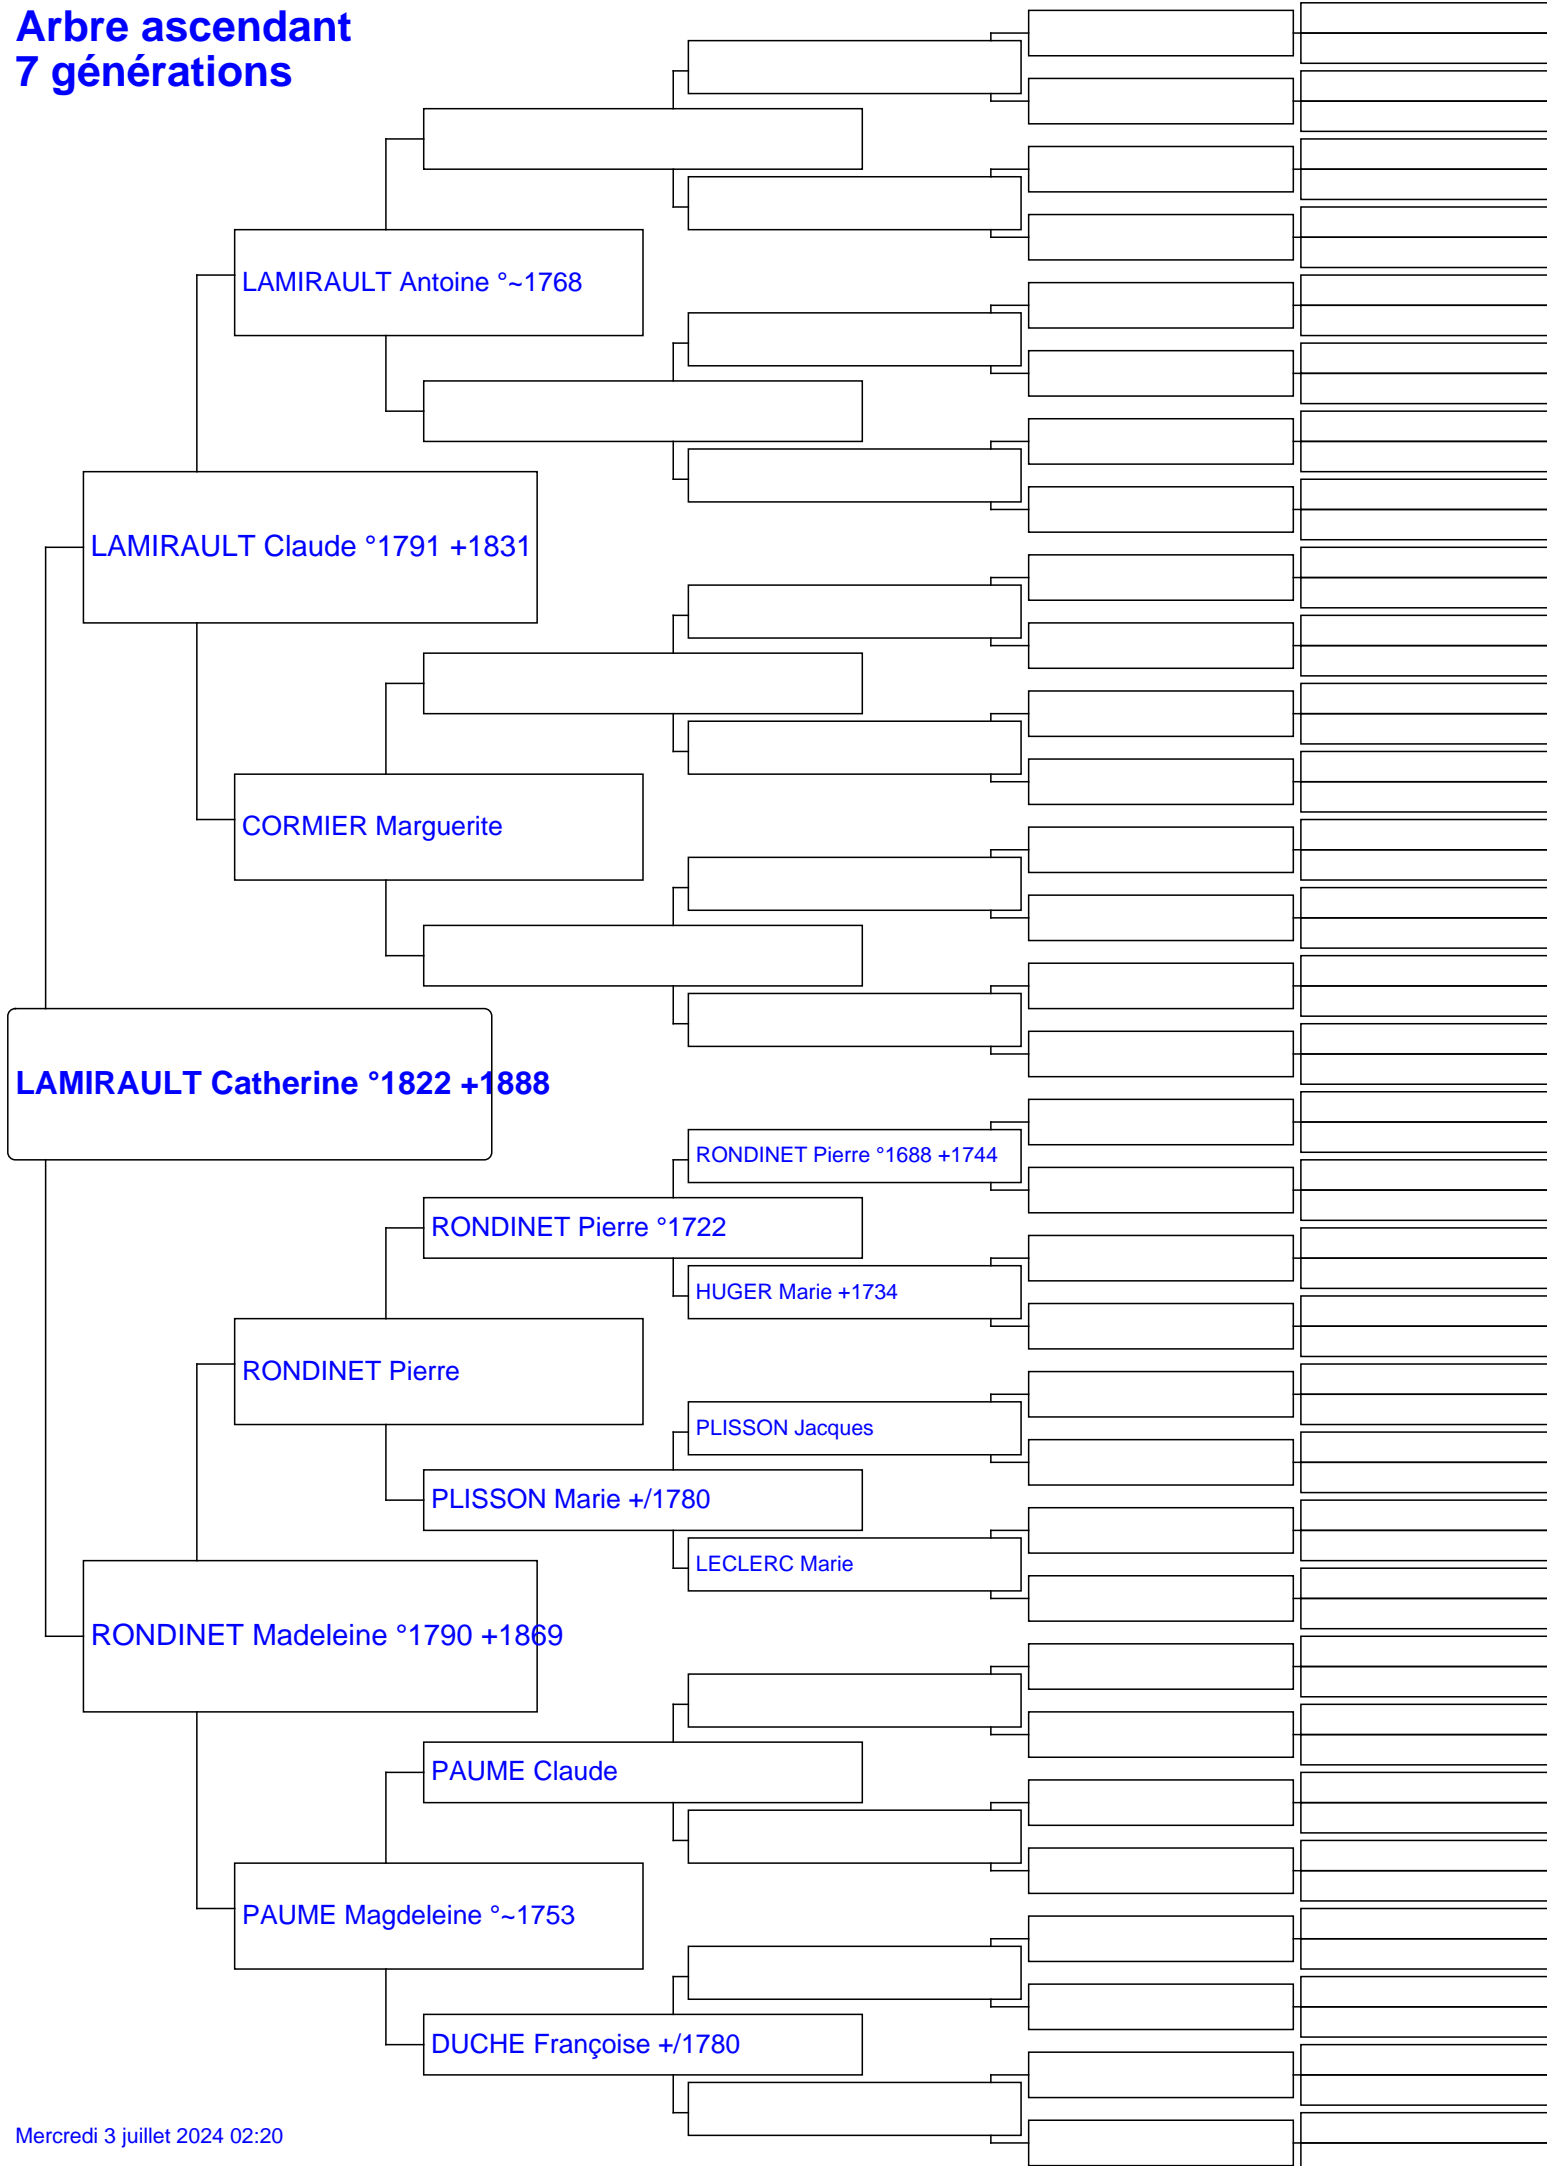 Arbre ascendant
7 générations
LAMIRAULT Antoine °~1768
LAMIRAULT Claude °1791 +1831
CORMIER Marguerite
LAMIRAULT Catherine °1822 +1888
RONDINET Pierre °1688 +1744
RONDINET Pierre °1722
HUGER Marie +1734
RONDINET Pierre
PLISSON Jacques
PLISSON Marie +/1780
LECLERC Marie
RONDINET Madeleine °1790 +1869
PAUME Claude
PAUME Magdeleine °~1753
DUCHE Françoise +/1780
Mercredi 3 juillet 2024 02:20